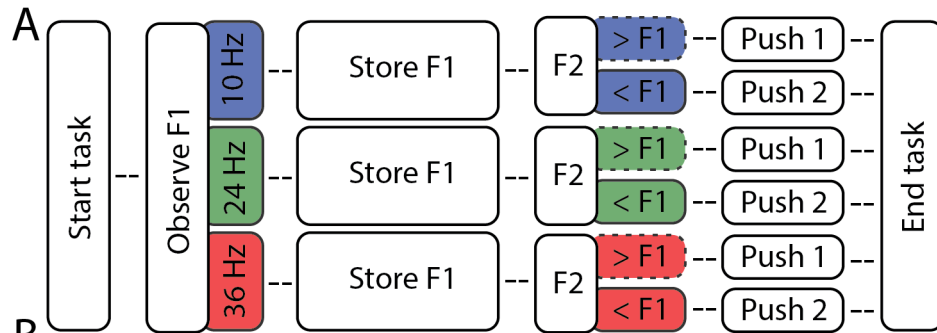 A
Start task
Observe F1
10 Hz
Store F1
F2
> F1
Push 1
< F1
Push 2
24 Hz
Store F1
F2
> F1
Push 1
< F1
Push 2
36 Hz
Store F1
F2
> F1
Push 1
< F1
Push 2
End task